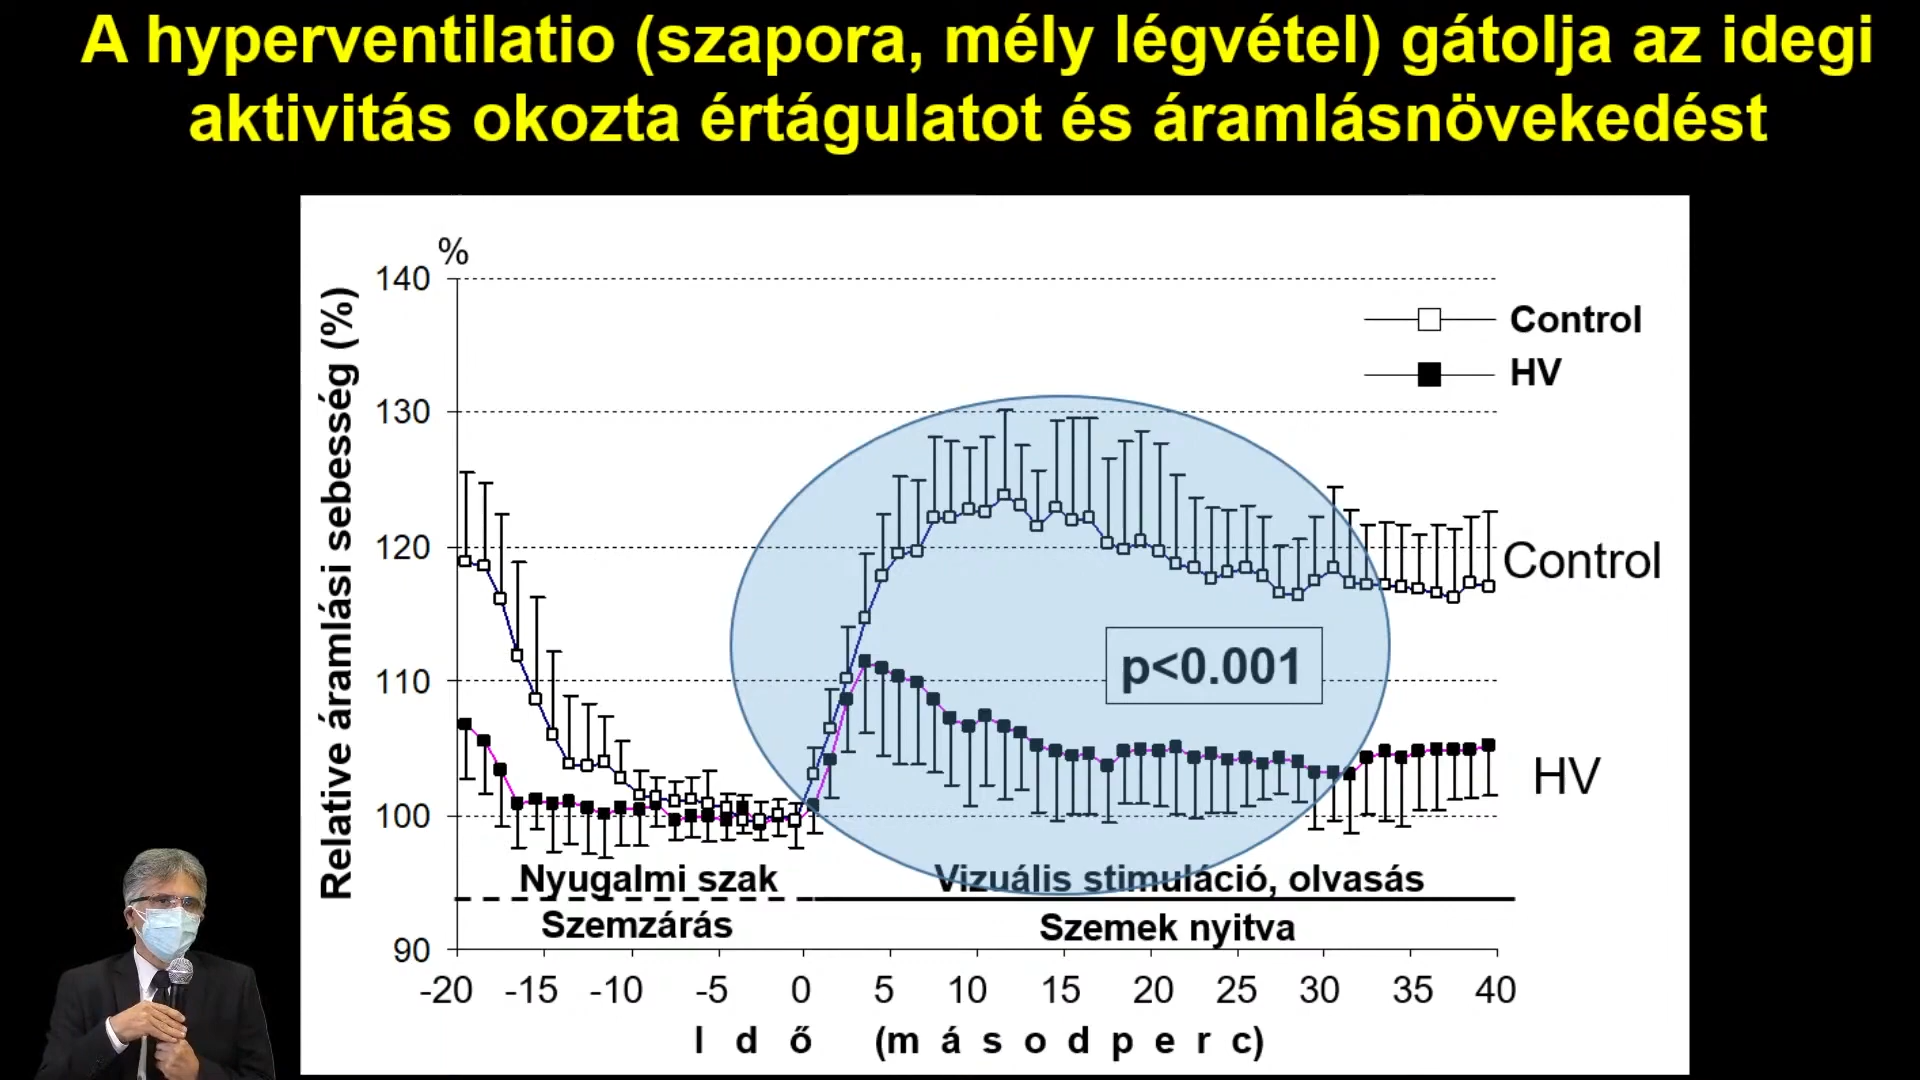 A hyperventilatio (szapora, mély légvétel) gátolja az idegi
aktivitás okozta értágulatot és áramlásnövekedést
%
140
130
120
110
100
90
Relative áramlási sebesség (%)
Control
HV
Control
p<0.001
HV
Nyugalmi szak
Vizuális stimuláció, olvasás
Szemzárás
Szemek nyitva
-20 -15 -10 -5 0 5 10 15 20 25 30 35 40
I d ő (m á s o d p e r c)